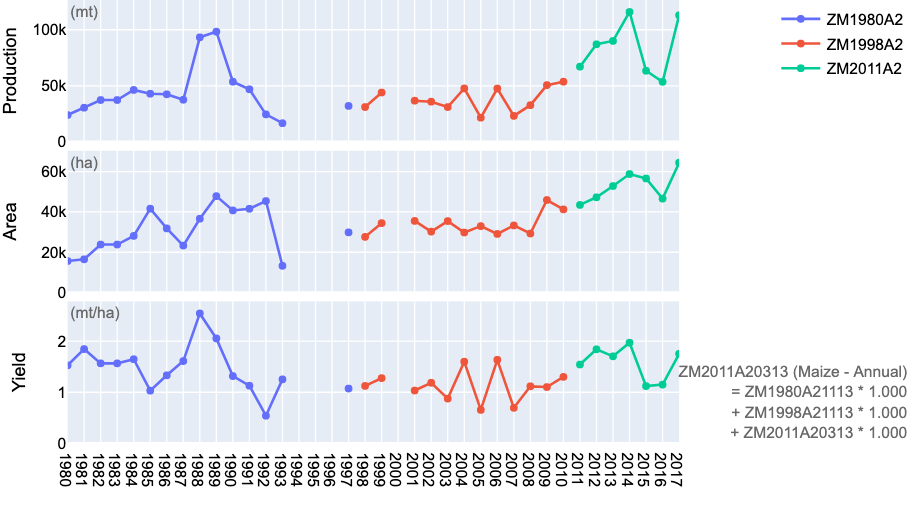 (mt)
Production
100k
50k
0
ZM1980A2
ZM1998A2
ZM2011A2
(ha)
Area
60k
40k
20k
0
(mt/ha)
Yield
2
1
0
ZM2011A20313 (Maize - Annual)
= ZM1980A21113 * 1.000
+ ZM1998A21113 * 1.000
+ ZM2011A20313 * 1.000
1980
1981
1982
1983
1984
1985
1986
1987
1988
1989
1990
1991
1992
1993
1994
1995
1996
1997
1998
1999
2000
2001
2002
2003
2004
2005
2006
2007
2008
2009
2010
2011
2012
2013
2014
2015
2016
2017